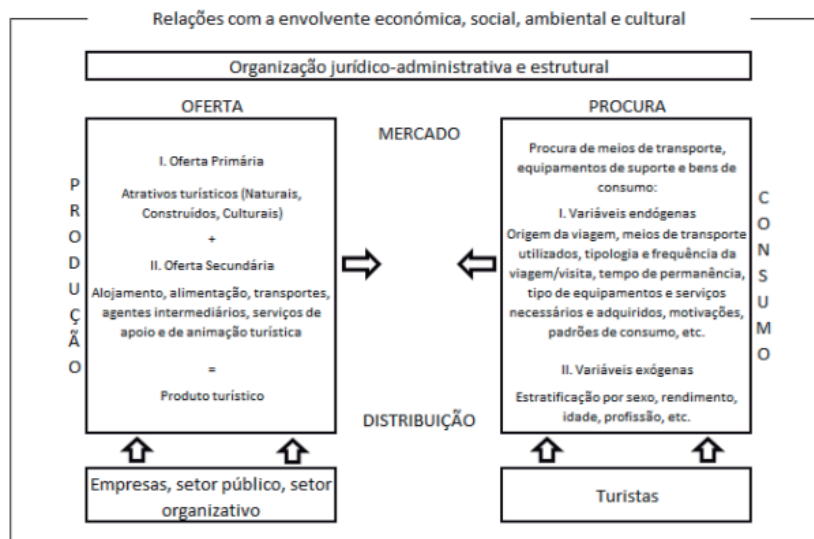 Relações com a envolvente económica, social, ambiental e cultural
Organização jurídico-administrativa e estrutural
OFERTA
PRODUÇÃO
I. Oferta Primária
Atrativos turísticos (Naturais,
Construídos, Culturais)
+
II. Oferta Secundária
Alojamento, alimentação, transportes,
agentes intermediários, serviços de
apoio e de animação turística
=
Produto turístico
Empresas, setor público, setor
organizativo
MERCADO
DISTRIBUIÇÃO
PROCURA
Procura de meios de transporte,
equipamentos de suporte e bens de
consumo:
I. Variáveis endógenas
Origem da viagem, meios de transporte
utilizados, tipologia e frequência da
viagem/visita, tempo de permanência,
tipo de equipamentos e serviços
necessários e adquiridos, motivações,
padrões de consumo, etc.
II. Variáveis exógenas
Estratificação por sexo, rendimento,
idade, profissão, etc.
CONSUMO
Turistas